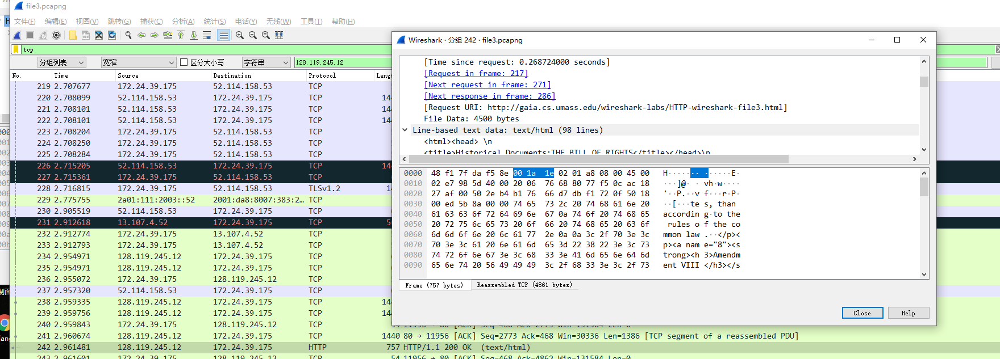 file3.pcapng
文件(F) 编辑(E) 视图(V) 跳转(G) 捕获(C) 分析(A) 统计(S) 电话(Y) 无线(W) 工具(T) 帮助(H)
tcp
分组列表 宽窄 区分大小写 字符串 128.119.245.12
No. Time Source Destination Protocol Lengt
219 2.707677 172.24.39.175 52.114.158.53 TCP
220 2.708099 52.114.158.53 172.24.39.175 TCP 144
221 2.708101 52.114.158.53 172.24.39.175 TCP 144
222 2.708101 52.114.158.53 172.24.39.175 TCP 144
223 2.708204 172.24.39.175 52.114.158.53 TCP
224 2.708250 172.24.39.175 52.114.158.53 TCP
225 2.708284 172.24.39.175 52.114.158.53 TCP
226 2.715205 52.114.158.53 172.24.39.175 TCP 144
227 2.715361 172.24.39.175 52.114.158.53 TCP
228 2.716815 172.24.39.175 52.114.158.53 TLSv1.2 1
229 2.775755 2a01:111:2003::52 2001:da8:8007:383:2… TCP
230 2.905519 52.114.158.53 172.24.39.175 TCP
231 2.912618 13.107.4.52 172.24.39.175 TCP 5
232 2.912774 172.24.39.175 13.107.4.52 TCP
233 2.912793 172.24.39.175 13.107.4.52 TCP
234 2.954971 128.119.245.12 172.24.39.175 TCP
235 2.954971 128.119.245.12 172.24.39.175 TCP
236 2.955072 172.24.39.175 128.119.245.12 TCP
237 2.957320 52.114.158.53 172.24.39.175 TCP
238 2.959335 128.119.245.12 172.24.39.175 TCP 144
239 2.959756 128.119.245.12 172.24.39.175 TCP 144
240 2.959843 172.24.39.175 128.119.245.12 TCP 54 11956 → 80 [ACK] Seq=468 Ack=2773 Win=131584 Len=0
241 2.960674 128.119.245.12 172.24.39.175 TCP 1440 80 → 11956 [ACK] Seq=2773 Ack=468 Win=30336 Len=1386 [TCP segment of a reassembled PDU]
242 2.961481 128.119.245.12 172.24.39.175 HTTP 757 HTTP/1.1 200 OK (text/html)
243 2.961601 172.24.39.175 128.119.245.12 TCP 54 11956 → 80 [ACK] Seq=468 Ack=4862 Win=131584 Len=0
Wireshark · 分组 242 · file3.pcapng
[Time since request: 0.268724000 seconds]
[Request in frame: 217]
[Next request in frame: 271]
[Next response in frame: 286]
[Request URI: http://gaia.cs.umass.edu/wireshark-labs/HTTP-wireshark-file3.html]
File Data: 4500 bytes
Line-based text data: text/html (98 lines)
<html><head> \n
<title>Historical Documents:THE BILL OF RIGHTS</title></head>\n
0000 48 f1 7f da f5 8e 00 1a 1e 02 01 a8 08 00 45 00 H·············E·
0010 02 e7 98 5d 40 00 20 06 76 68 80 77 f5 0c ac 18 ···]@· · vh·w····
0020 27 af 00 50 2e b4 b1 76 66 d7 db f1 72 0f 50 18 '··P.··v f···r·P·
0030 00 ed 5b 8a 00 00 74 65 73 2c 20 74 68 61 6e 20 ··[···te s, than
0040 61 63 63 6f 72 64 69 6e 67 0a 74 6f 20 74 68 65 accordin g·to the
0050 20 72 75 6c 65 73 20 6f 66 20 74 68 65 20 63 6f rules o f the co
0060 6d 6d 6f 6e 20 6c 61 77 2e 0a 0a 3c 2f 70 3e 3c mmon law .··</p><
0070 70 3e 3c 61 20 6e 61 6d 65 3d 22 38 22 3e 3c 73 p><a nam e="8"><s
0080 74 72 6f 6e 67 3e 3c 68 33 3e 41 6d 65 6e 64 6d trong><h 3>Amendm
0090 65 6e 74 20 56 49 49 49 3c 2f 68 33 3e 3c 2f 73 ent VIII </h3></s
Frame (757 bytes) Reassembled TCP (4861 bytes)
Close Help